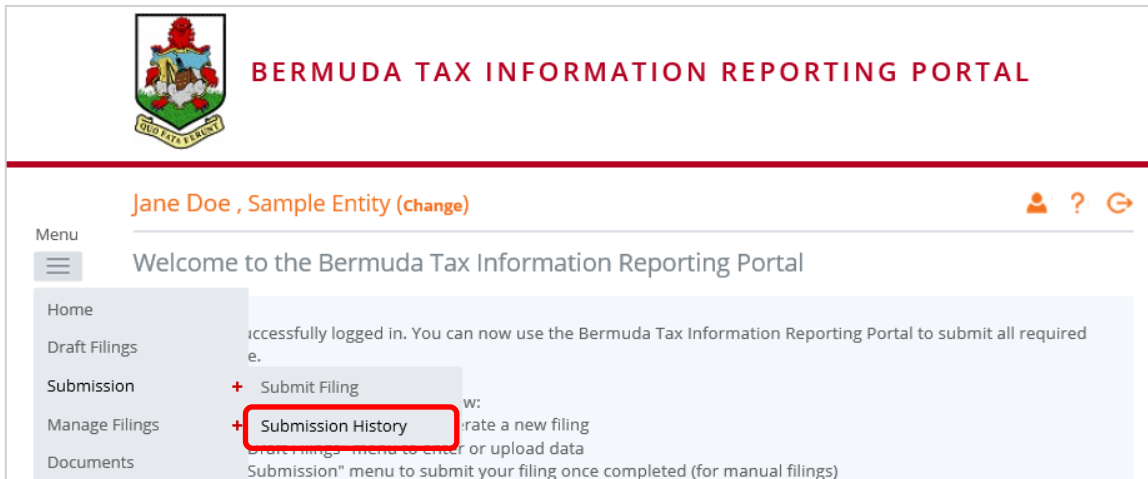 QUO FATA FERUNT
BERMUDA TAX INFORMATION REPORTING PORTAL
Jane Doe , Sample Entity (Change)
?
Menu
Welcome to the Bermuda Tax Information Reporting Portal
Home
uccessfully logged in. You can now use the Bermuda Tax Information Reporting Portal to submit all required
Draft Filings
e.
Submission + Submit Filing
w:
Manage Filings + Submission History
erate a new filing
Draft Filings" menu to enter or upload data
Documents
Submission" menu to submit your filing once completed (for manual filings)